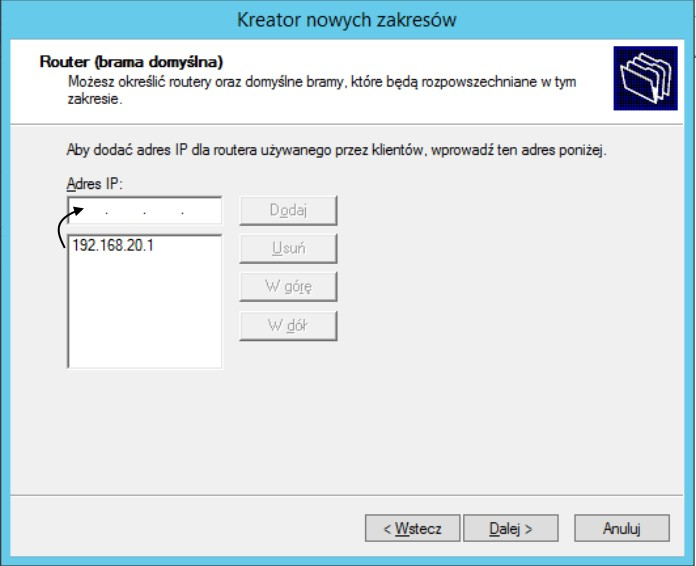 Kreator nowych zakresów
Router (brama domyślna)
Możesz określić routery oraz domyślne bramy, które będą rozpowszechniane w tym
zakresie.
Aby dodać adres IP dla routera używanego przez klientów, wprowadź ten adres poniżej.
Adres IP:
. . .
Dodaj
192.168.20.1
Usuń
W górę
W dół
< Wstecz
Dalej >
Anuluj